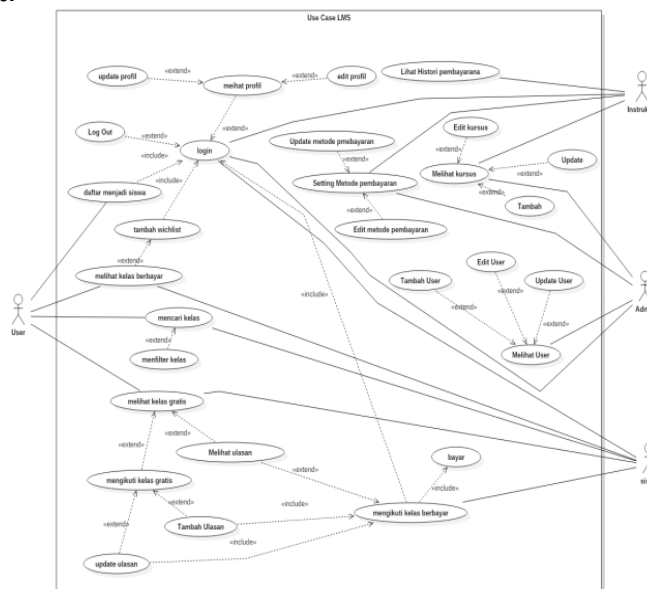 Use Case LMS
update profil
«extend»
meihat profil
«extend»
edit profil
Lihat Histori pembayarana
Instruk
«extend»
Log Out
«extend»
login
«include»
Update metode pmebayaran
Edit kursus
«extend»
«extend»
Melihat kursus
Update
«extend»
daftar menjadi siswa
«include»
Setting Metode pembayaran
«extend»
Tambah
«extend»
tambah wichlist
Edit metode pembayaran
«extend»
melihat kelas berbayar
Edit User
Tambah User
Update User
«extend»
«extend»
«include»
User
Adm
mencari kelas
«extend»
«extend»
menfilter kelas
Melihat User
melihat kelas gratis
«extend»
«extend»
Melihat ulasan
bayar
«extend»
mengikuti kelas gratis
«extend»
«include»
«include»
Tambah Ulasan
mengikuti kelas berbayar
«extend»
«include»
update ulasan